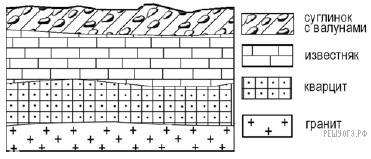 суглинок
с валунами
известняк
кварцит
гранит
РЕШУОГЭ.РФ